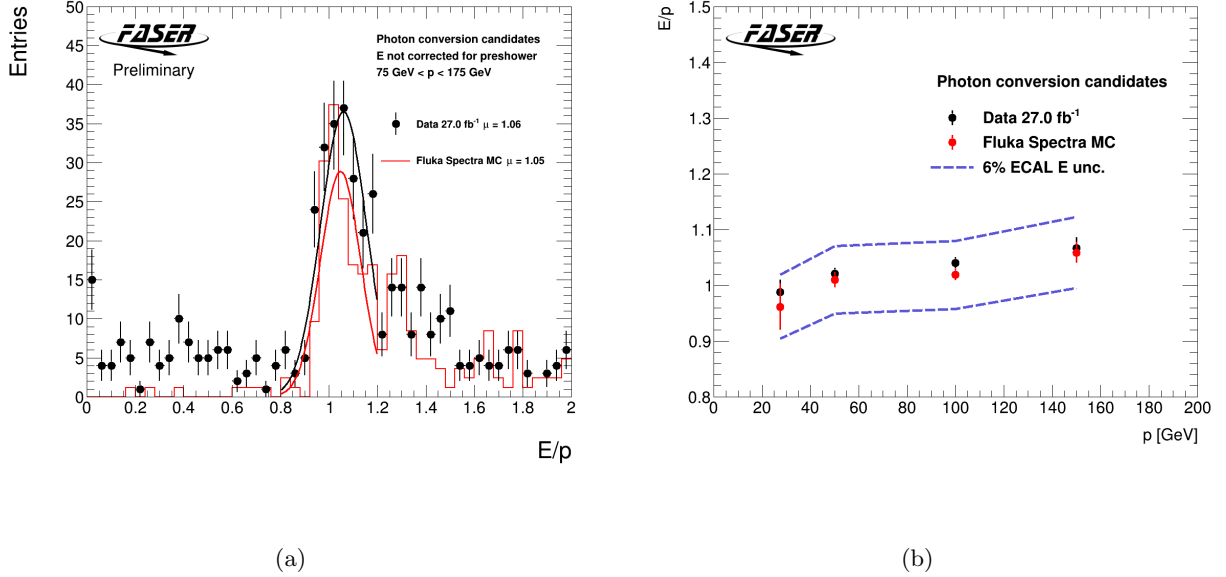 Entries
50
45
40
35
30
25
20
15
10
5
0
FASER
Preliminary
Photon conversion candidates
E not corrected for preshower
75 GeV < p < 175 GeV
Data 27.0 fb⁻¹ μ = 1.06
Fluka Spectra MC μ = 1.05
0 0.2 0.4 0.6 0.8 1 1.2 1.4 1.6 1.8 2
E/p
(a)
E/p
1.5
1.4
1.3
1.2
1.1
1
0.9
0.8
FASER
Photon conversion candidates
Data 27.0 fb⁻¹
Fluka Spectra MC
6% ECAL E unc.
0 20 40 60 80 100 120 140 160 180 200
p [GeV]
(b)